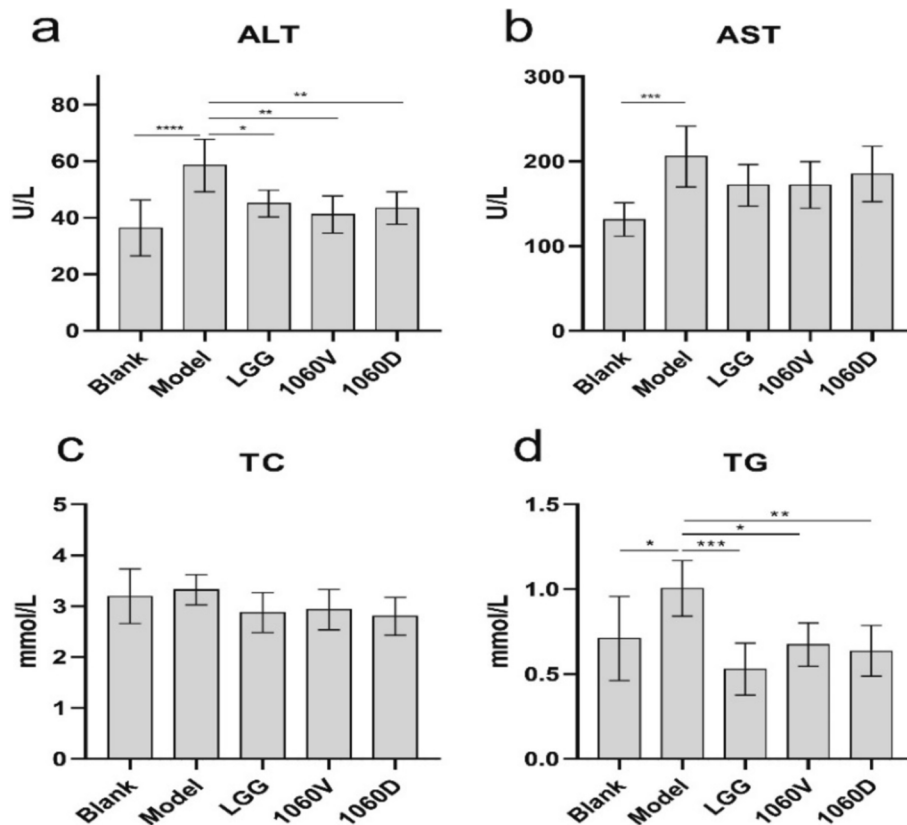 a
ALT
U/L
80
60
40
20
0
****
*
**
**
Blank
Model
LGG
1060V
1060D
b
AST
U/L
300
200
100
0
***
Blank
Model
LGG
1060V
1060D
c
TC
mmol/L
5
4
3
2
1
0
Blank
Model
LGG
1060V
1060D
d
TG
mmol/L
1.5
1.0
0.5
0.0
*
***
*
**
Blank
Model
LGG
1060V
1060D